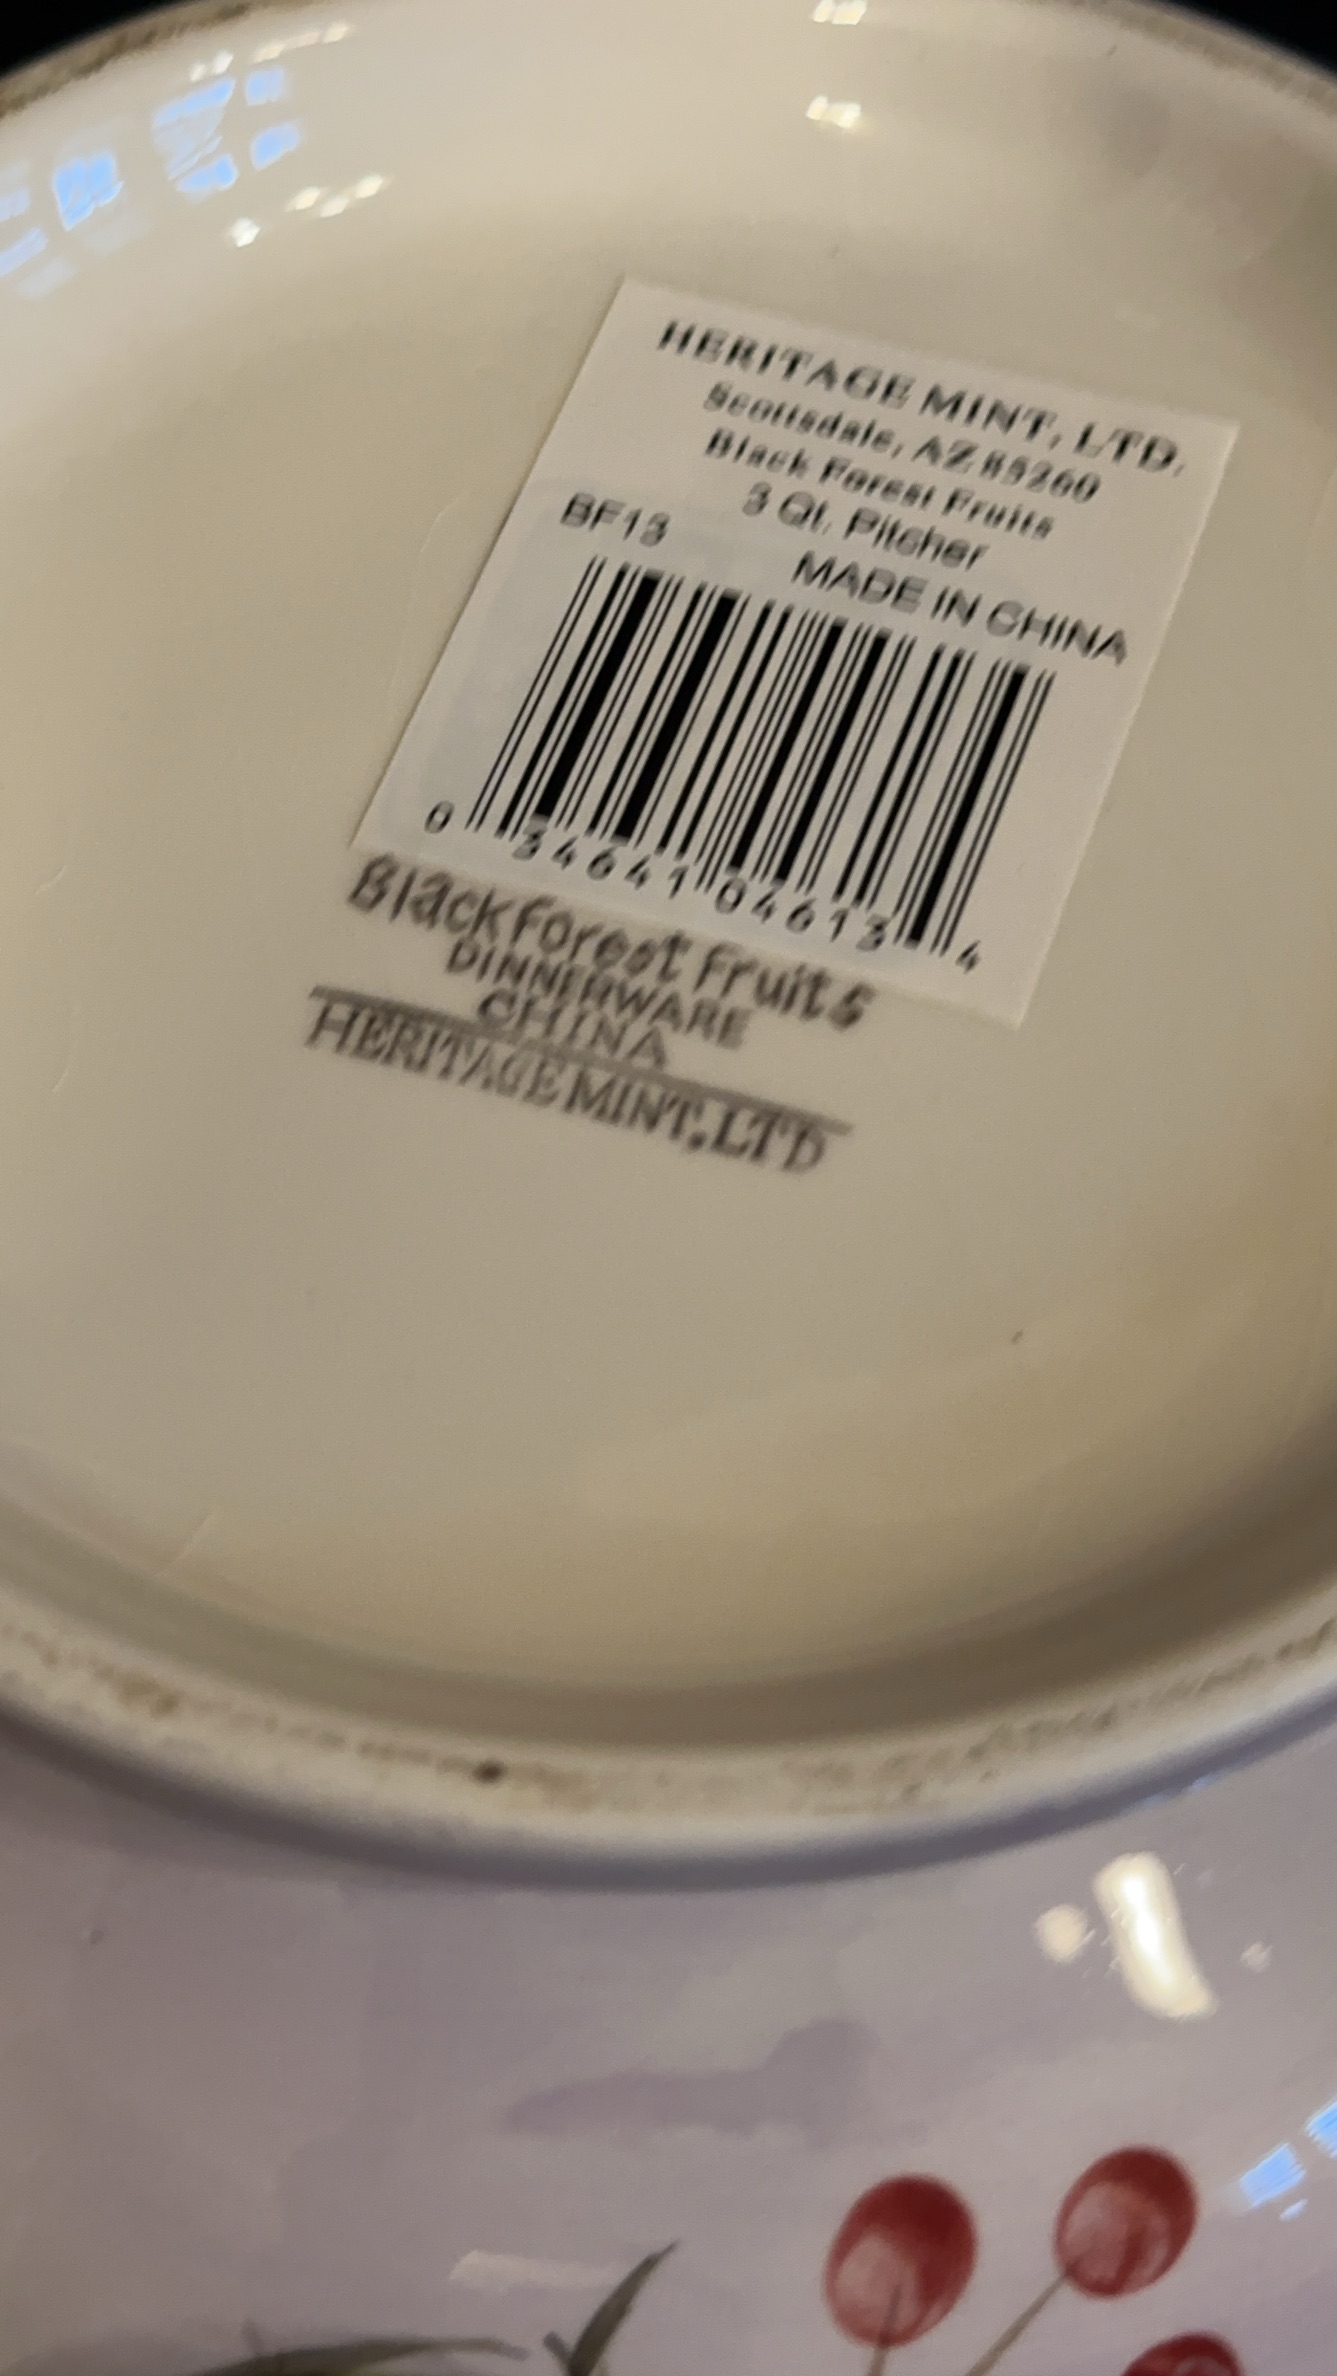 HERITAGE MINT, LTD.
Scottsdale, AZ 85260
Black Forest Fruits
3 Qt. Pitcher
BF13
MADE IN CHINA
0 34641 04613 4
Black Forest Fruits
DINNERWARE
CHINA
HERITAGE MINT, LTD